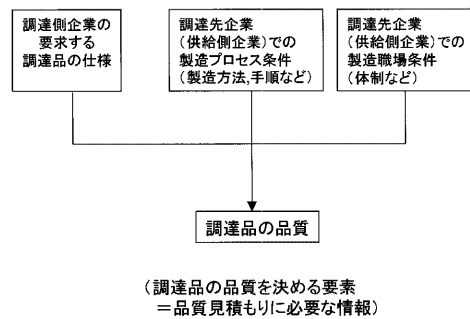 調達側企業の
要求する
調達品の仕様
調達先企業
(供給側企業)での
製造プロセス条件
(製造方法,手順など)
調達先企業
(供給側企業)での
製造職場条件
(体制など)
調達品の品質
(調達品の品質を決める要素
=品質見積もりに必要な情報)